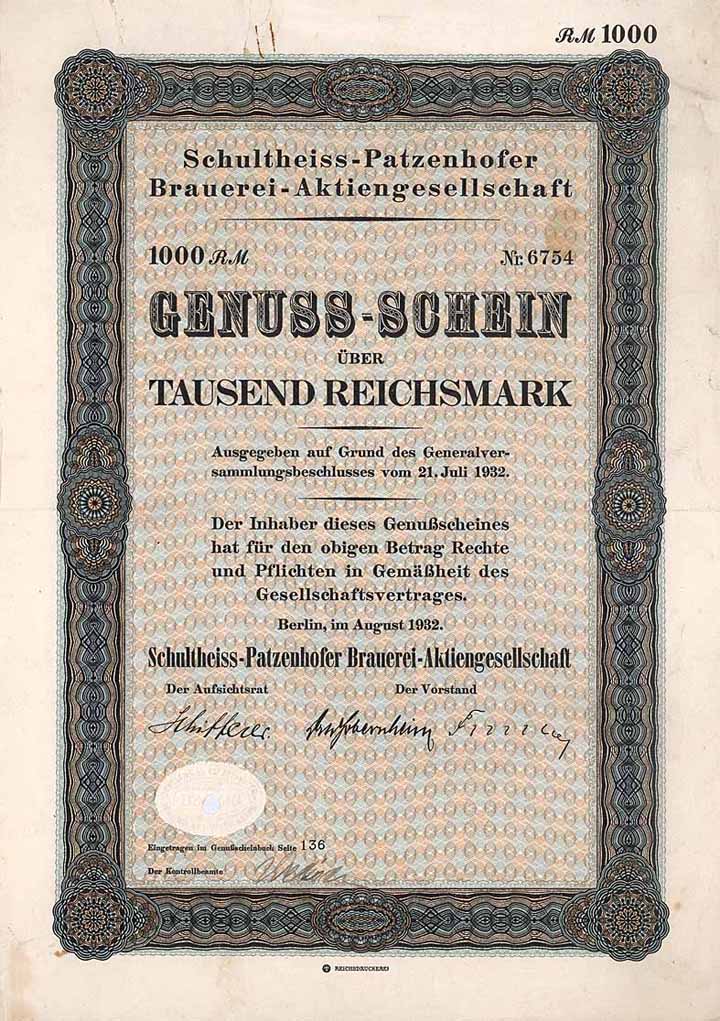 RM 1000
Schultheiss-Patzenhofer
Brauerei-Aktiengesellschaft
1000 RM Nr. 6754
GENUSS-SCHEIN
ÜBER
TAUSEND REICHSMARK
Ausgegeben auf Grund des Generalver-
sammlungsbeschlusses vom 21. Juli 1932.
Der Inhaber dieses Genußscheines
hat für den obigen Betrag Rechte
und Pflichten in Gemäßheit des
Gesellschaftsvertrages.
Berlin, im August 1932.
Schultheiss-Patzenhofer Brauerei-Aktiengesellschaft
Der Aufsichtsrat Der Vorstand
Eingetragen im Genußscheinbuch Seite 136
Der Kontrollbeamte
REICHSDRUCKEREI